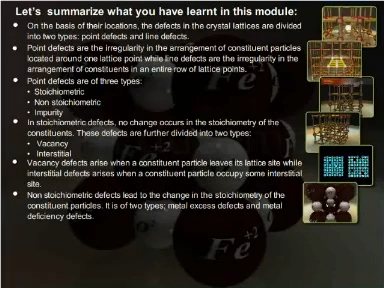 Let's summarize what you have learnt in this module:
• On the basis of their locations, the defects in the crystal lattices are divided
into two types: point defects and line defects.
• Point defects are the irregularity in the arrangement of constituent particles
located around one lattice point while line defects are the irregularity in the
arrangement of constituents in an entire row of lattice points.
• Point defects are of three types:
• Stoichiometric
• Non stoichiometric
• Impurity
• In stoichiometric defects, no change occurs in the stoichiometry of the
constituents. These defects are further divided into two types:
• Vacancy
• Interstitial
• Vacancy defects arise when a constituent particle leaves its lattice site while
interstitial defects arises when a constituent particle occupy some interstitial
site.
• Non stoichiometric defects lead to the change in the stoichiometry of the
constituent particles. It is of two types; metal excess defects and metal
deficiency defects.
Fe+2
Fe+2